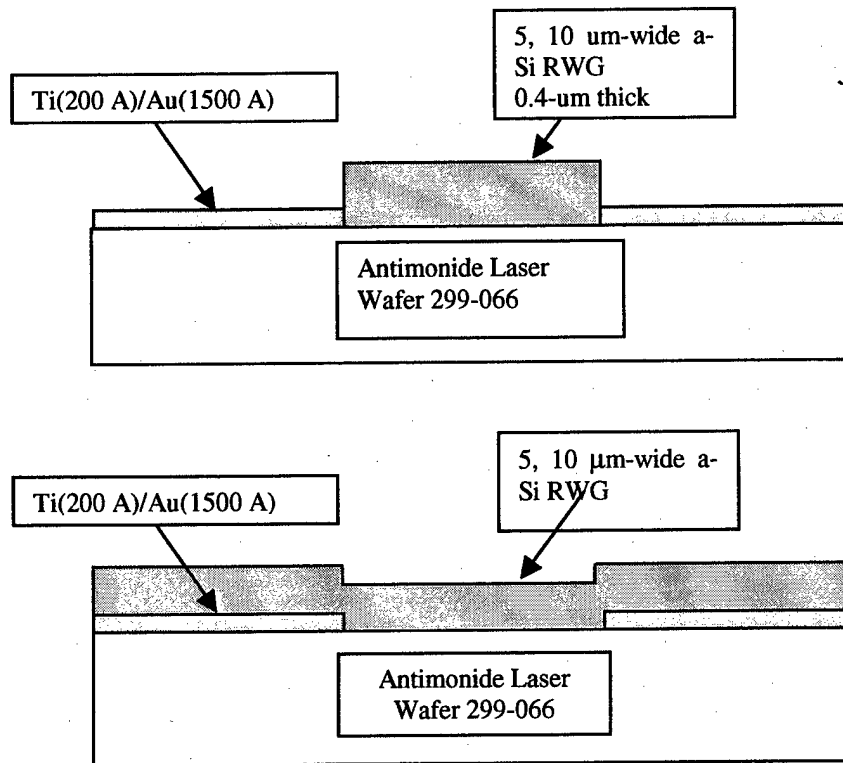 5, 10 um-wide a-
Si RWG
0.4-um thick
Ti(200 A)/Au(1500 A)
Antimonide Laser
Wafer 299-066
5, 10 μm-wide a-
Si RWG
Ti(200 A)/Au(1500 A)
Antimonide Laser
Wafer 299-066